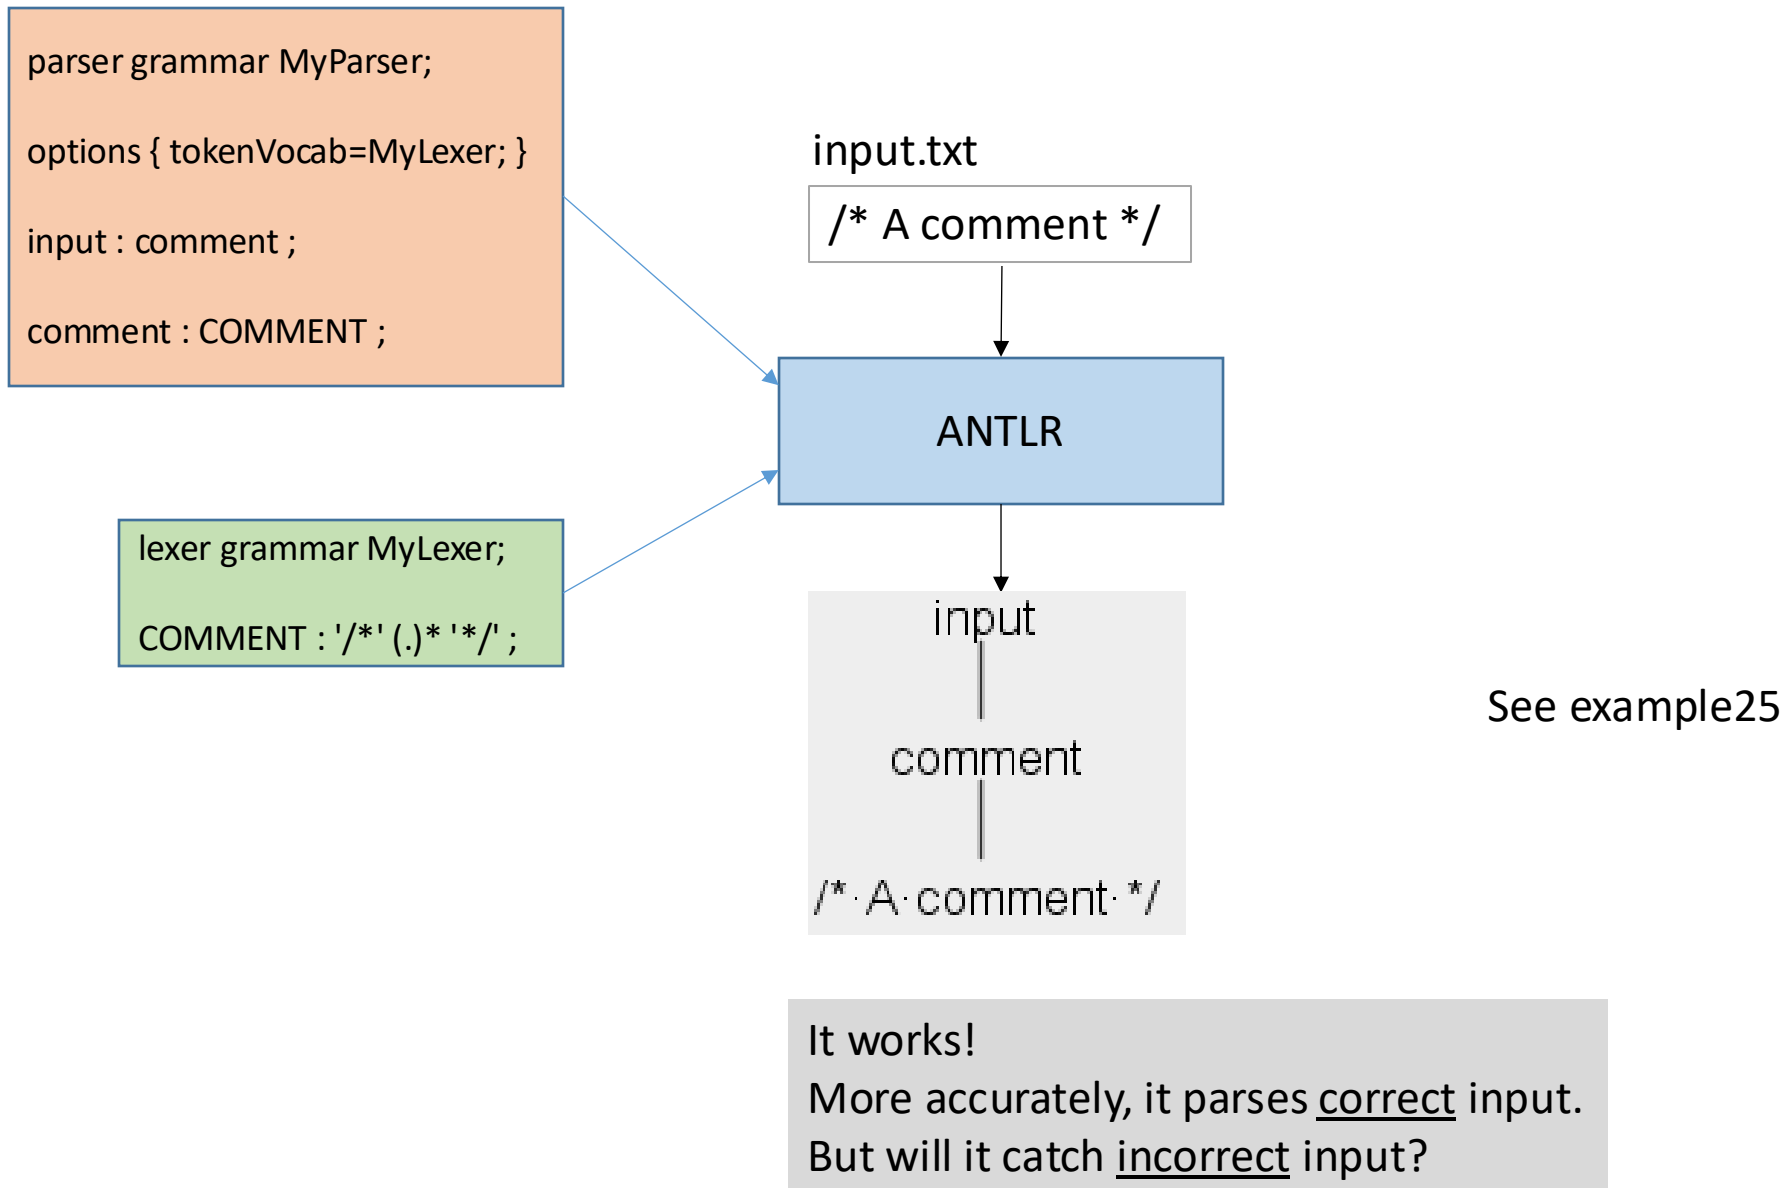 parser grammar MyParser;
options { tokenVocab=MyLexer; }
input : comment ;
comment : COMMENT ;
input.txt
/* A comment */
ANTLR
lexer grammar MyLexer;
COMMENT : '/*' (.)* '*/' ;
input
comment
/*·A·comment·*/
See example25
It works!
More accurately, it parses correct input.
But will it catch incorrect input?